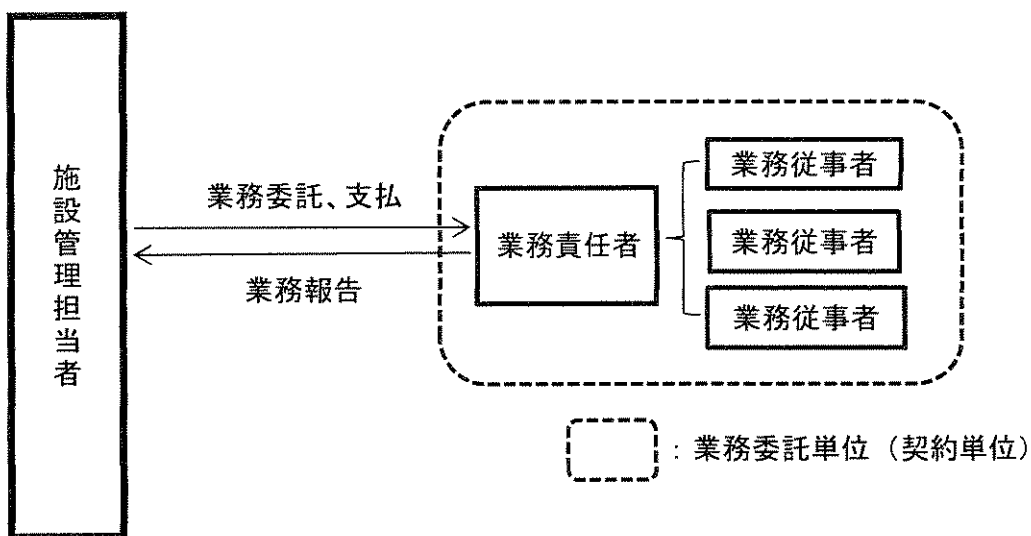 施設管理担当者
業務委託、支払
業務報告
業務責任者
業務従事者
業務従事者
業務従事者
：業務委託単位（契約単位）